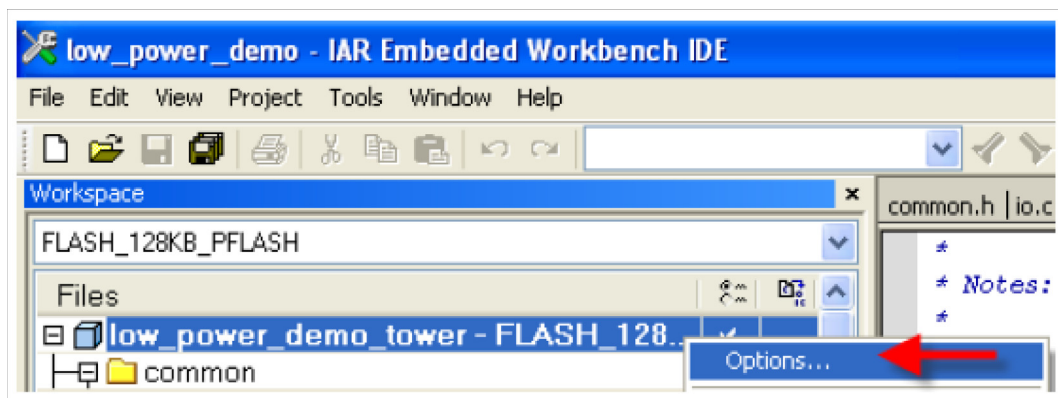 low_power_demo - IAR Embedded Workbench IDE
File Edit View Project Tools Window Help
Workspace
common.h | io.c
FLASH_128KB_PFLASH
*
Files
* Notes:
*
low_power_demo_tower - FLASH_128...
Options...
common